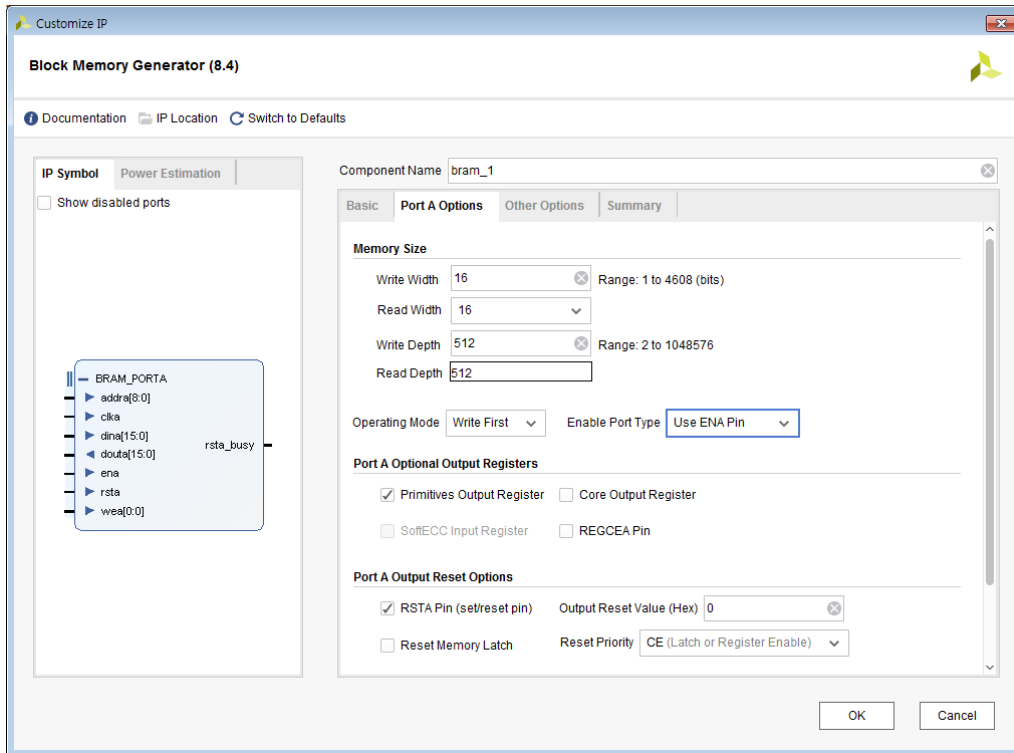 Customize IP
Block Memory Generator (8.4)
Documentation IP Location Switch to Defaults
IP Symbol Power Estimation
Show disabled ports
BRAM_PORTA
addra[8:0]
clka
dina[15:0]
douta[15:0]
ena
rsta
wea[0:0]
rsta_busy
Component Name bram_1
Basic Port A Options Other Options Summary
Memory Size
Write Width 16 Range: 1 to 4608 (bits)
Read Width 16
Write Depth 512 Range: 2 to 1048576
Read Depth 512
Operating Mode Write First Enable Port Type Use ENA Pin
Port A Optional Output Registers
Primitives Output Register Core Output Register
SoftECC Input Register REGCEA Pin
Port A Output Reset Options
RSTA Pin (set/reset pin) Output Reset Value (Hex) 0
Reset Memory Latch Reset Priority CE (Latch or Register Enable)
OK Cancel